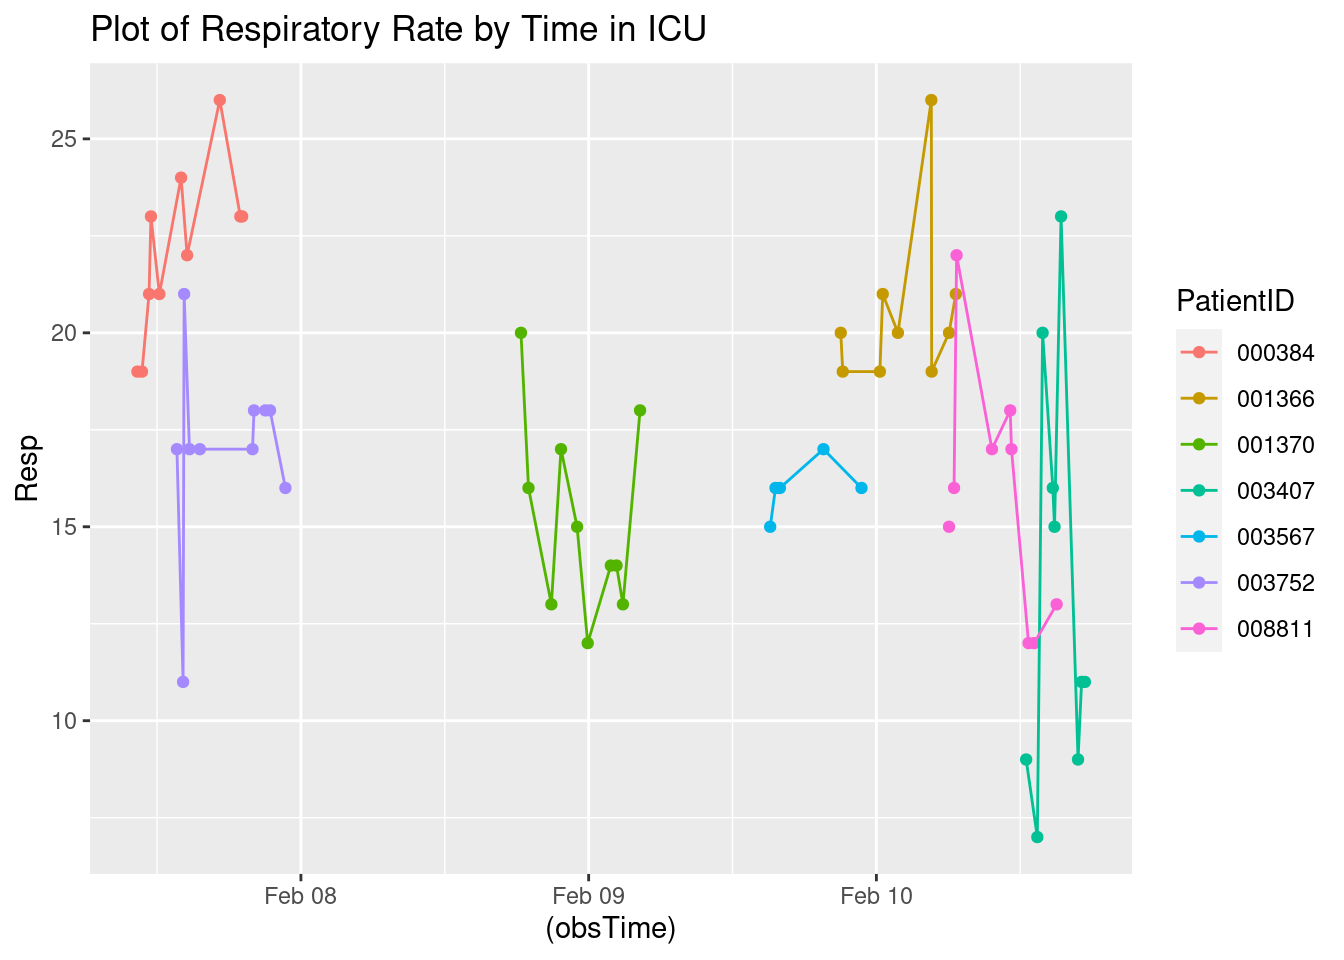 Plot of Respiratory Rate by Time in ICU
Resp
25
20
15
10
Feb 08
Feb 09
Feb 10
(obsTime)
PatientID
000384
001366
001370
003407
003567
003752
008811